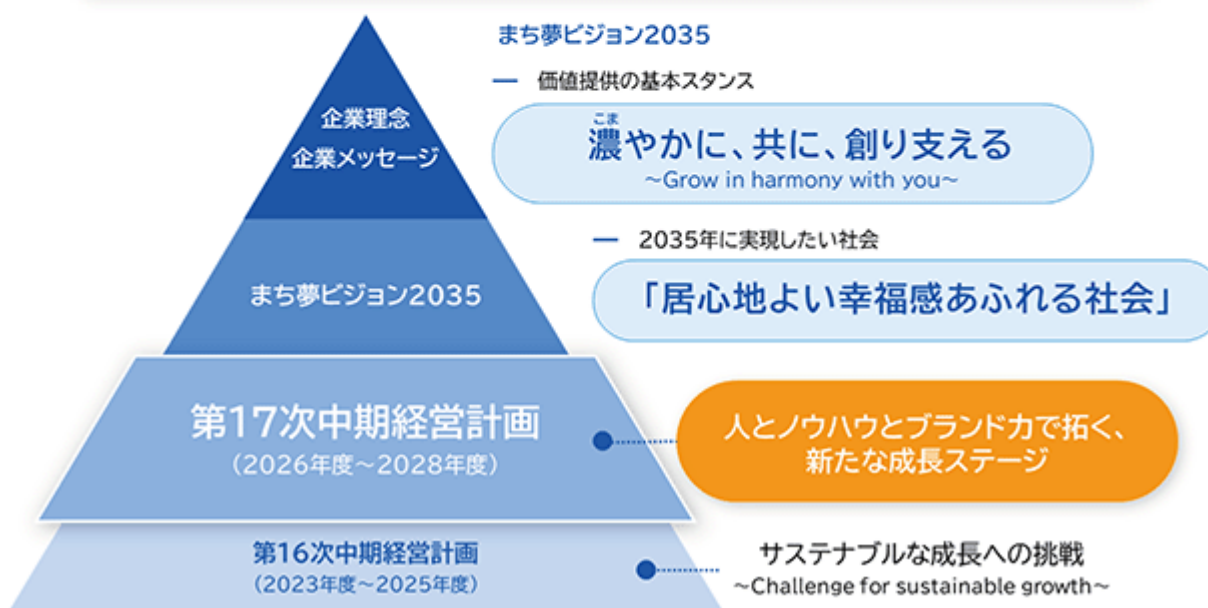 まち夢ビジョン2035
― 価値提供の基本スタンス
こま
濃やかに、共に、創り支える
~Grow in harmony with you~
― 2035年に実現したい社会
「居心地よい幸福感あふれる社会」
企業理念
企業メッセージ
まち夢ビジョン2035
第17次中期経営計画
（2026年度～2028年度）
人とノウハウとブランド力で拓く、
新たな成長ステージ
第16次中期経営計画
（2023年度～2025年度）
サステナブルな成長への挑戦
~Challenge for sustainable growth~